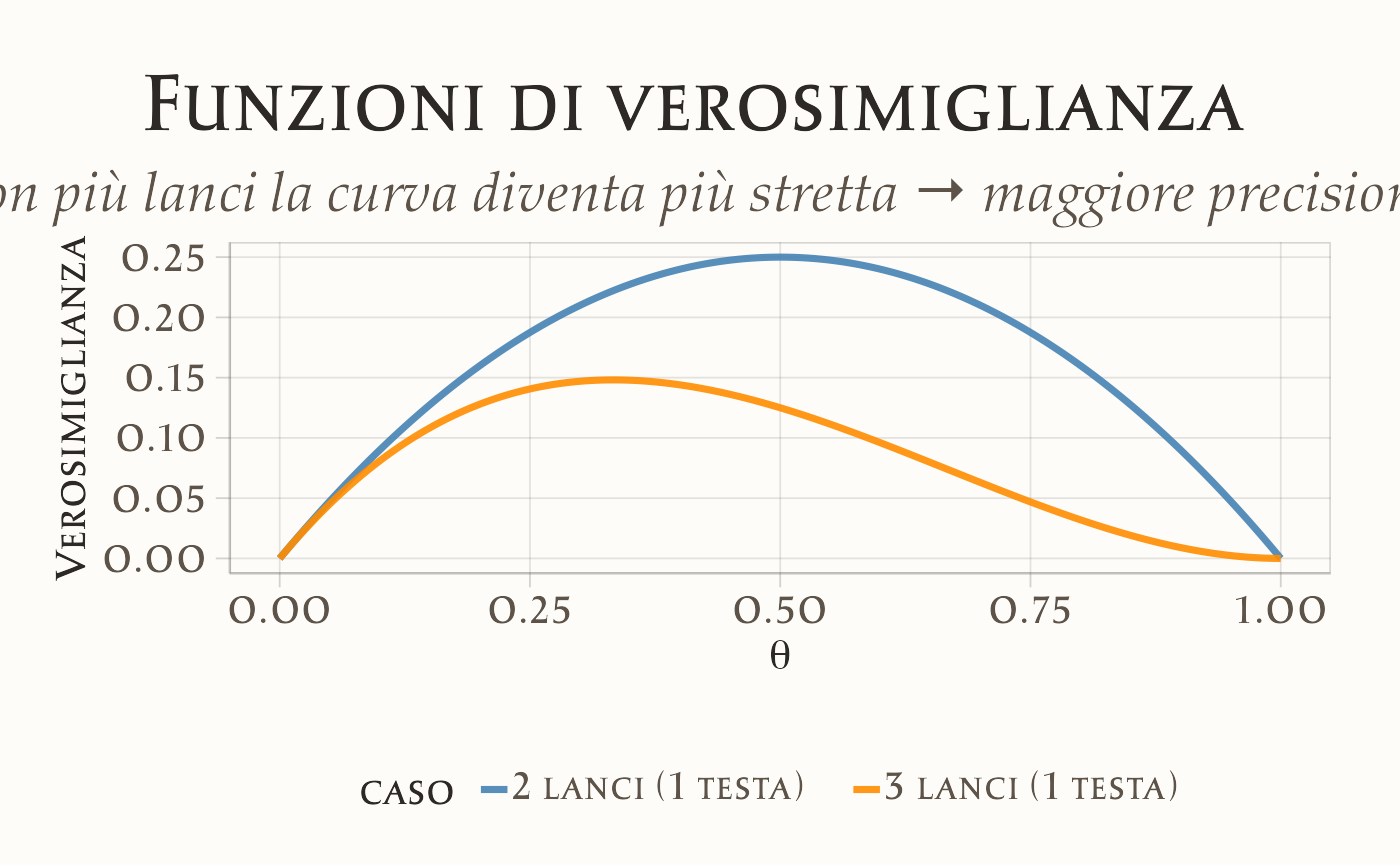 Funzioni di verosimiglianza
on più lanci la curva diventa più stretta → maggiore precision
Verosimiglianza
0.25
0.20
0.15
0.10
0.05
0.00
0.00 0.25 0.50 0.75 1.00
θ
caso 2 lanci (1 testa) 3 lanci (1 testa)